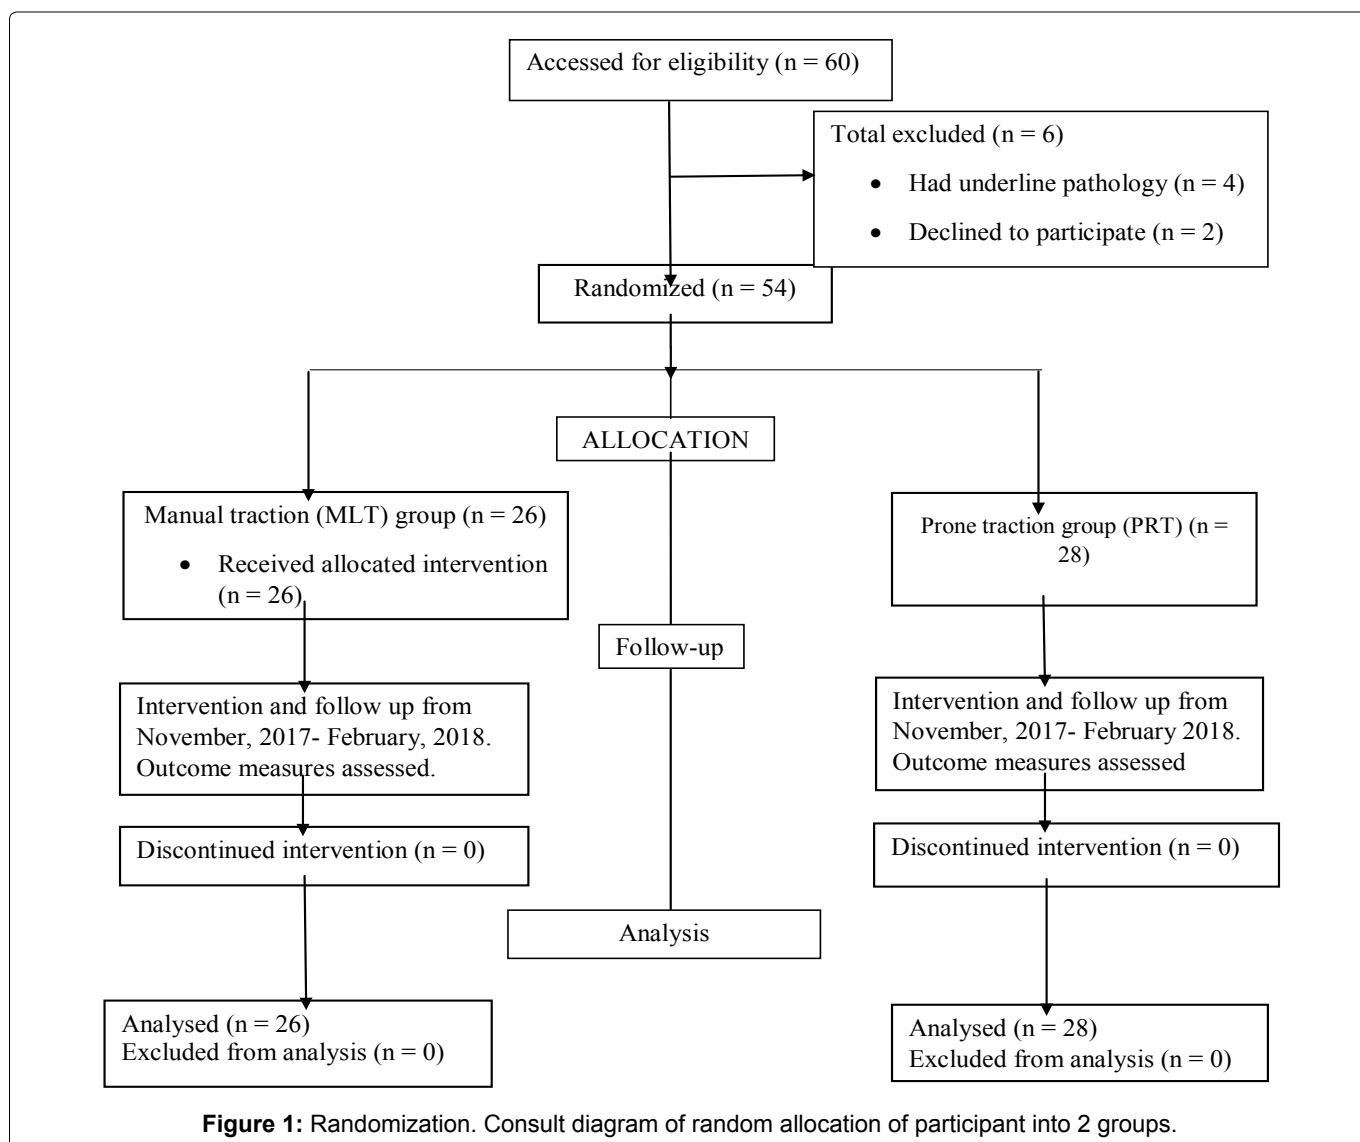 Accessed for eligibility (n = 60)
Total excluded (n = 6)
• Had underline pathology (n = 4)
• Declined to participate (n = 2)
Randomized (n = 54)
ALLOCATION
Manual traction (MLT) group (n = 26)
• Received allocated intervention
(n = 26)
Prone traction group (PRT) (n =
28)
Follow-up
Intervention and follow up from
November, 2017- February, 2018.
Outcome measures assessed.
Intervention and follow up from
November, 2017- February 2018.
Outcome measures assessed
Discontinued intervention (n = 0)
Discontinued intervention (n = 0)
Analysis
Analysed (n = 26)
Excluded from analysis (n = 0)
Analysed (n = 28)
Excluded from analysis (n = 0)
Figure 1: Randomization. Consult diagram of random allocation of participant into 2 groups.